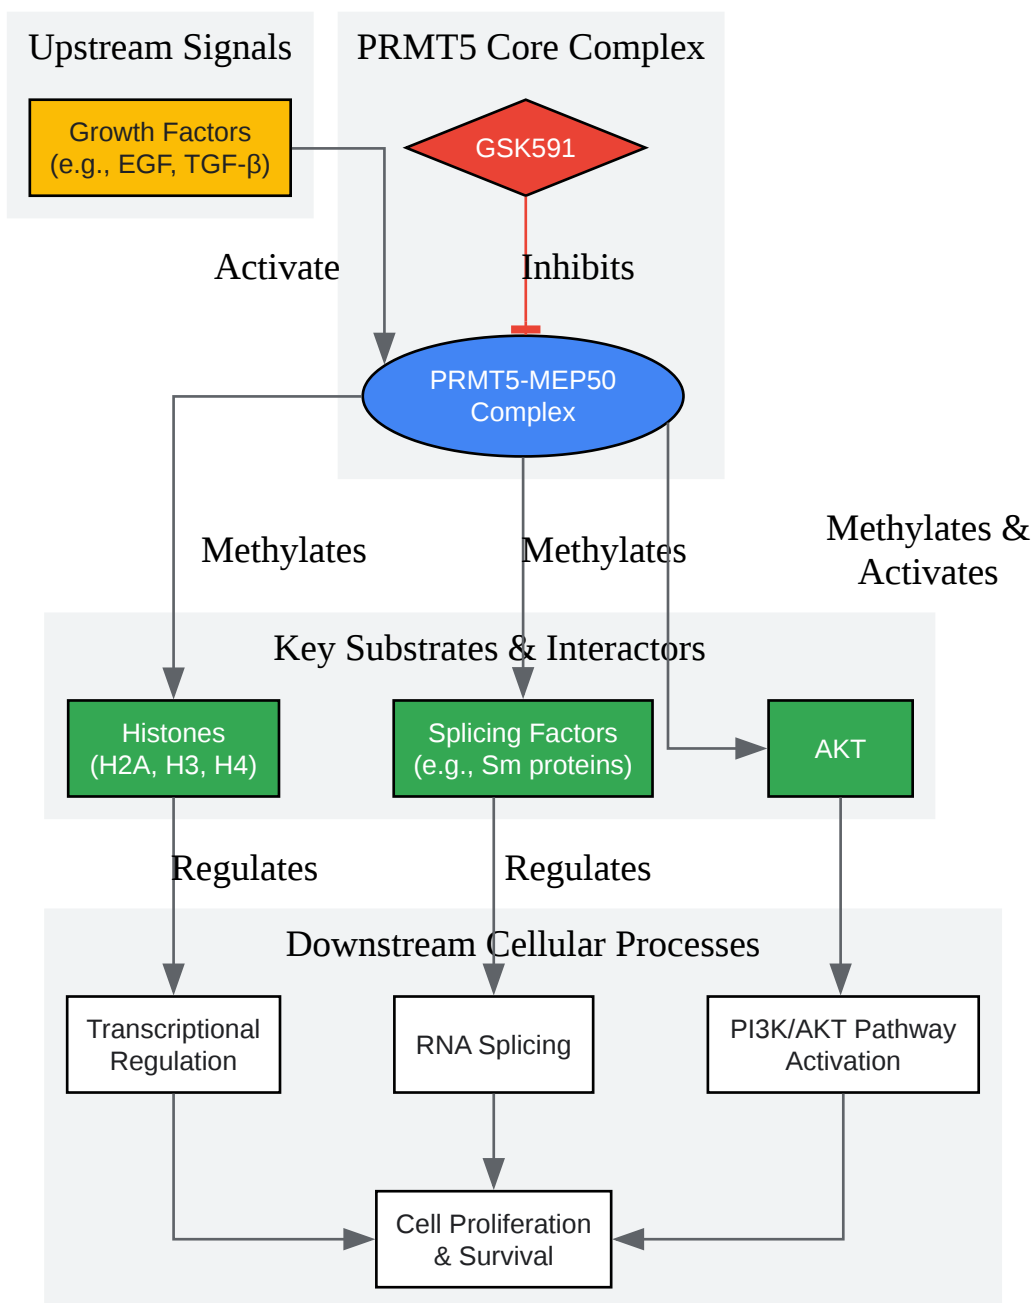 Upstream Signals
PRMT5 Core Complex
Growth Factors
(e.g., EGF, TGF-β)
GSK591
Activate
Inhibits
PRMT5-MEP50
Complex
Methylates
Methylates
Methylates &
Activates
Key Substrates & Interactors
Histones
(H2A, H3, H4)
Splicing Factors
(e.g., Sm proteins)
AKT
Regulates
Regulates
Downstream Cellular Processes
Transcriptional
Regulation
RNA Splicing
PI3K/AKT Pathway
Activation
Cell Proliferation
& Survival